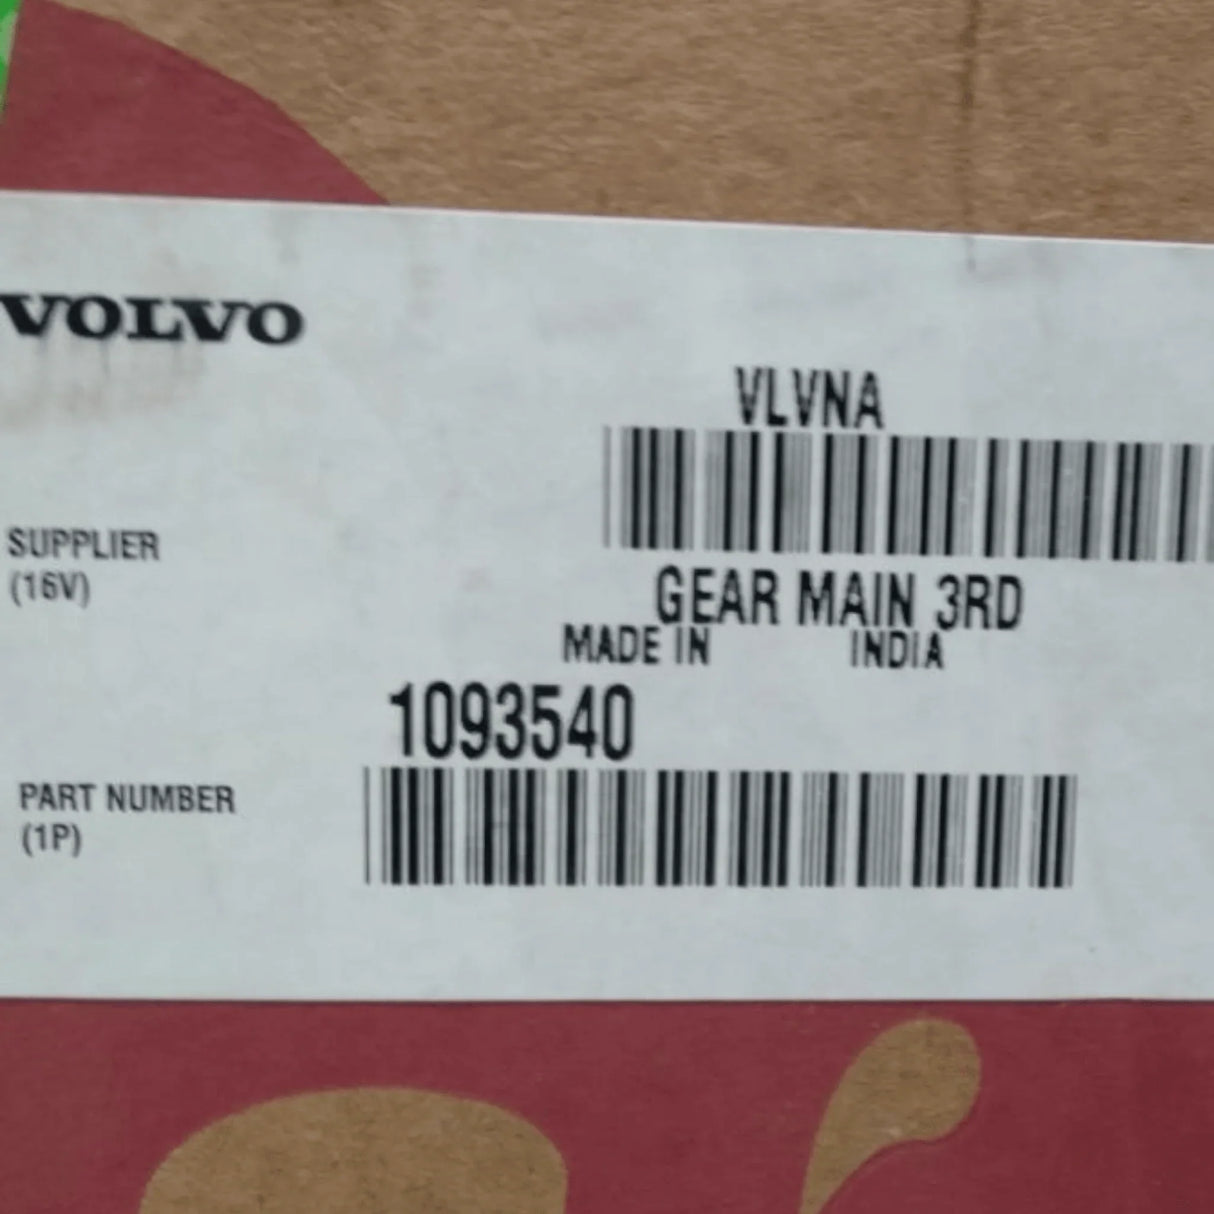 VOLVO
VLVNA
SUPPLIER
(16V)
GEAR MAIN 3RD
MADE IN INDIA
1093540
PART NUMBER
(1P)